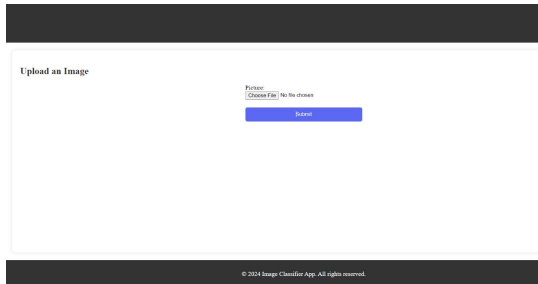 Upload an Image
Picture:
Choose File No file chosen
Submit
© 2024 Image Classifier App. All rights reserved.